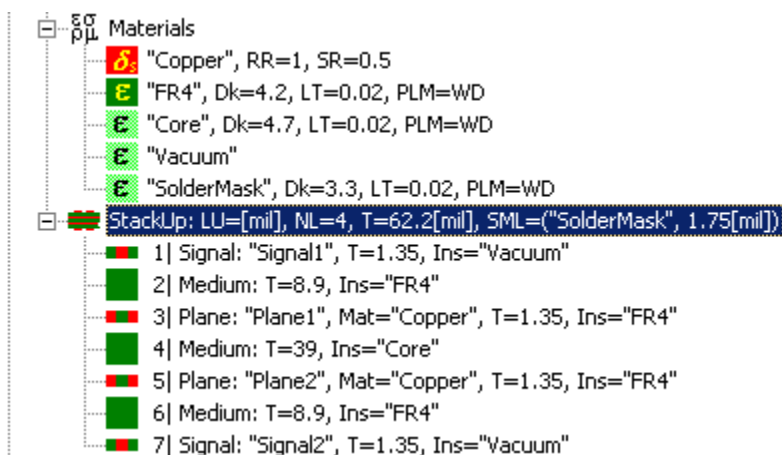 εσ
ρμ Materials
δs "Copper", RR=1, SR=0.5
ε "FR4", Dk=4.2, LT=0.02, PLM=WD
ε "Core", Dk=4.7, LT=0.02, PLM=WD
ε "Vacuum"
ε "SolderMask", Dk=3.3, LT=0.02, PLM=WD
StackUp: LU=[mil], NL=4, T=62.2[mil], SML=("SolderMask", 1.75[mil])
1| Signal: "Signal1", T=1.35, Ins="Vacuum"
2| Medium: T=8.9, Ins="FR4"
3| Plane: "Plane1", Mat="Copper", T=1.35, Ins="FR4"
4| Medium: T=39, Ins="Core"
5| Plane: "Plane2", Mat="Copper", T=1.35, Ins="FR4"
6| Medium: T=8.9, Ins="FR4"
7| Signal: "Signal2", T=1.35, Ins="Vacuum"